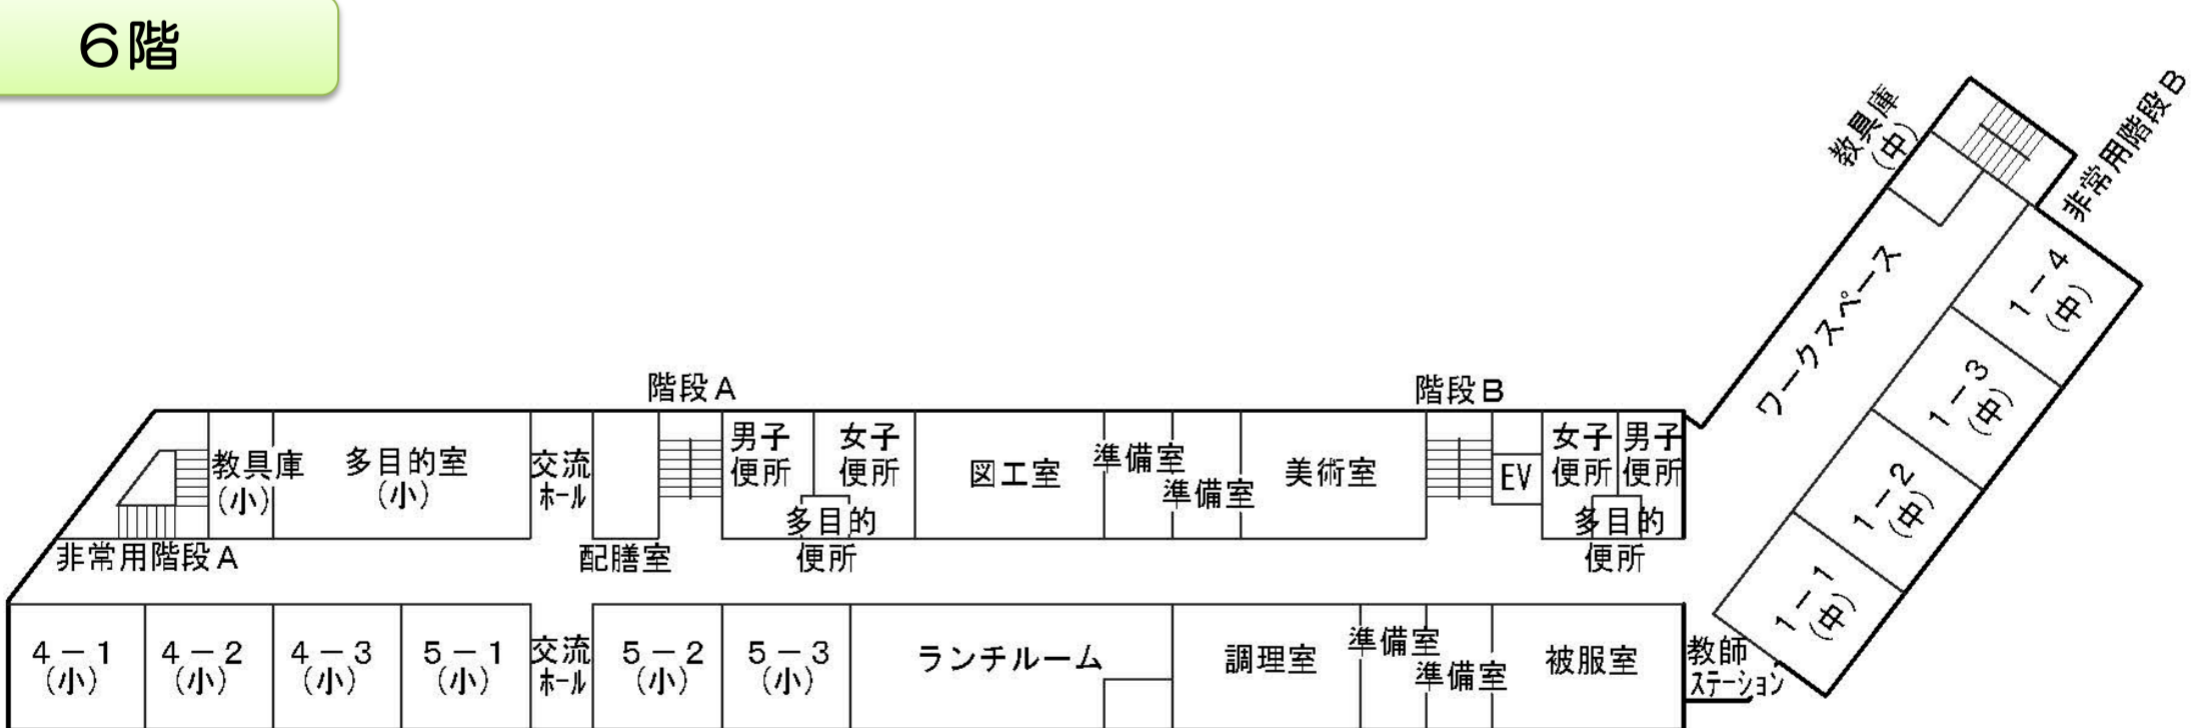 ６階
教具庫
（中）
非常用階段Ｂ
ワークスペース
１－４
（中）
１－３
（中）
１－２
（中）
１－１
（中）
階段Ａ
階段Ｂ
教具庫
（小）
多目的室
（小）
交流
ホール
男子
便所
女子
便所
多目的
便所
図工室
準備室
準備室
美術室
EV
女子
便所
男子
便所
多目的
便所
非常用階段Ａ
配膳室
４－１
（小）
４－２
（小）
４－３
（小）
５－１
（小）
交流
ホール
５－２
（小）
５－３
（小）
ランチルーム
調理室
準備室
準備室
被服室
教師
ステーション